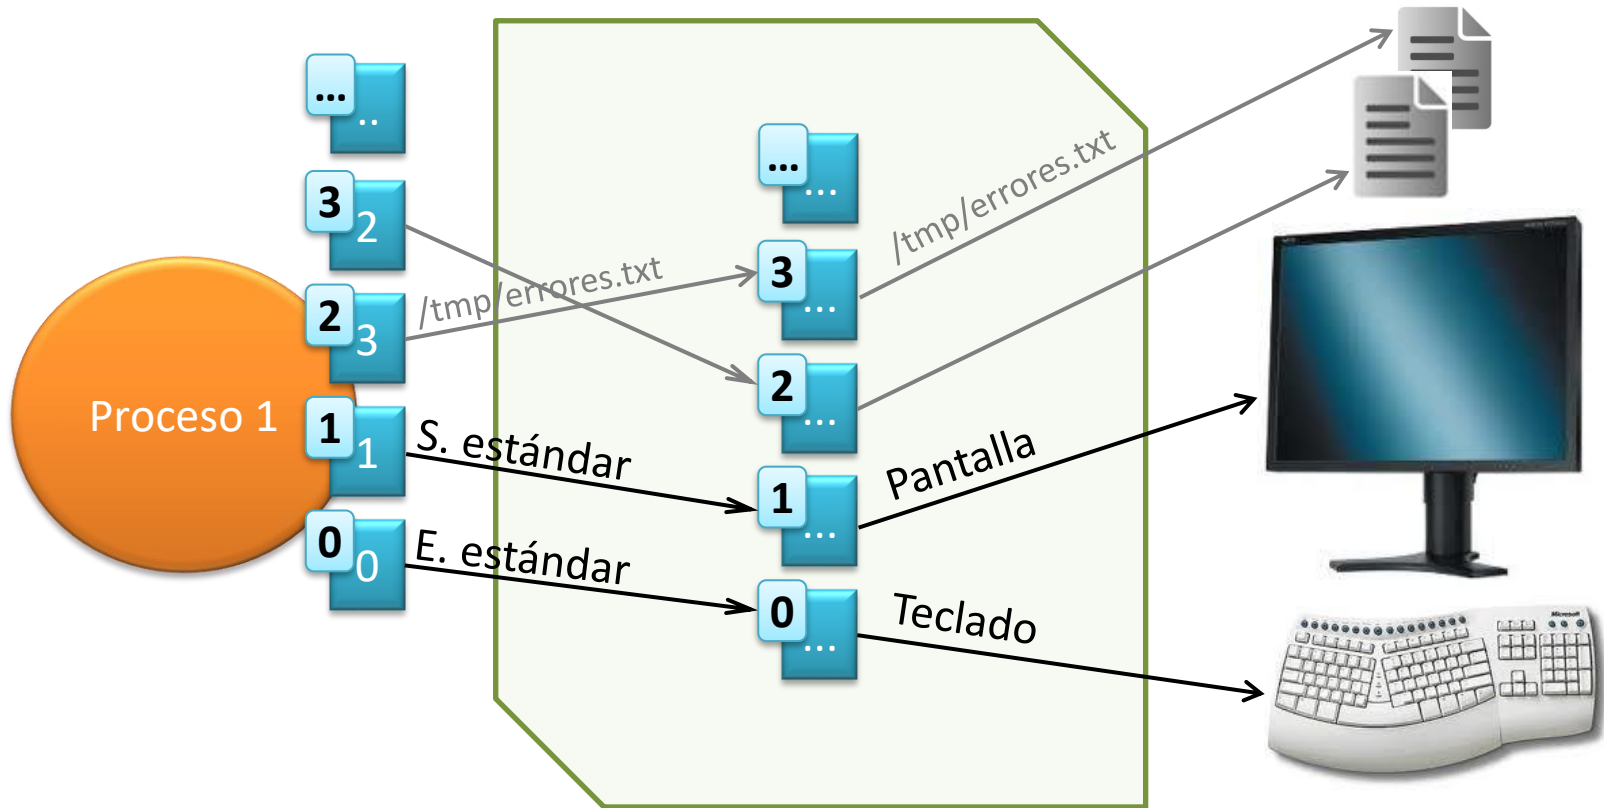 ...
..
3
2
2
3
Proceso 1
1
1
0
0
/tmp/errores.txt
S. estándar
E. estándar
...
...
3
...
2
...
1
...
0
...
/tmp/errores.txt
Pantalla
Teclado
Microsoft